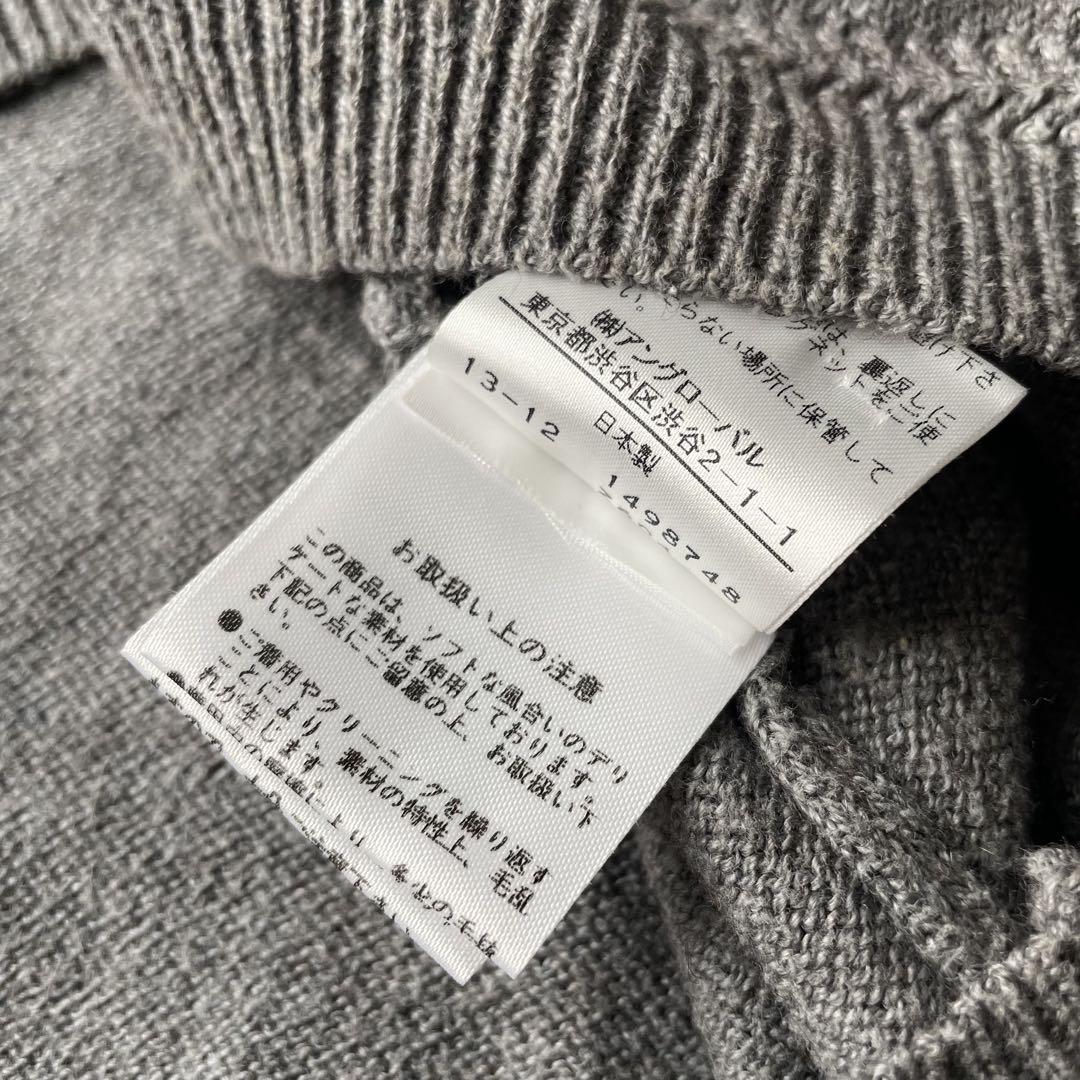 避け下さ
は、裏返しに
ネットをご使
らない場所に保管して
い。
㈱アングローバル
東京都渋谷区渋谷2-1-1
日本製
13-12 1498748
お取扱い上の注意
この商品は、ソフトな風合いのデリ
ケートな素材を使用しております。
下記の点にご留意の上、お取扱い下
さい。
●ご着用やクリーニングを繰り返す
ことにより、素材の特性上、毛乱
れが生じます。